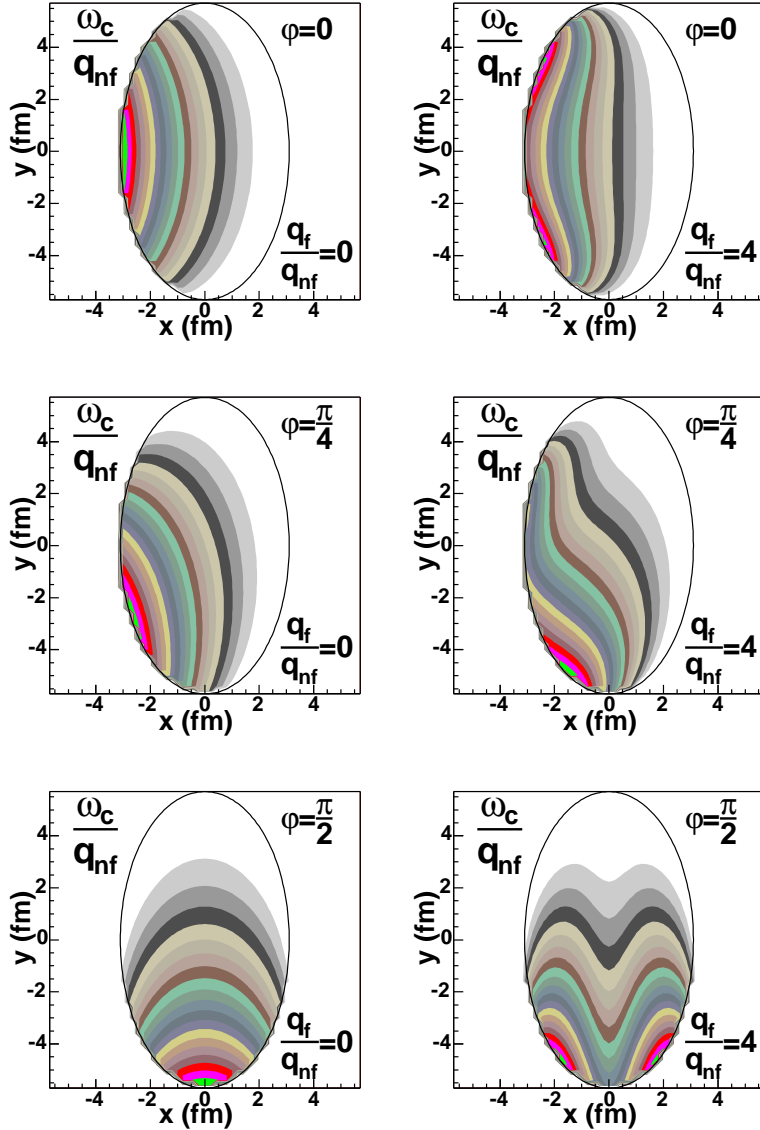 ω_c
q_nf
φ=0
q_f
q_nf =0
y (fm)
4
2
0
-2
-4
-4 -2 0 2 4
x (fm)
ω_c
q_nf
φ=0
q_f
q_nf =4
y (fm)
4
2
0
-2
-4
-4 -2 0 2 4
x (fm)
ω_c
q_nf
φ=π/4
q_f
q_nf =0
y (fm)
4
2
0
-2
-4
-4 -2 0 2 4
x (fm)
ω_c
q_nf
φ=π/4
q_f
q_nf =4
y (fm)
4
2
0
-2
-4
-4 -2 0 2 4
x (fm)
ω_c
q_nf
φ=π/2
q_f
q_nf =0
y (fm)
4
2
0
-2
-4
-4 -2 0 2 4
x (fm)
ω_c
q_nf
φ=π/2
q_f
q_nf =4
y (fm)
4
2
0
-2
-4
-4 -2 0 2 4
x (fm)